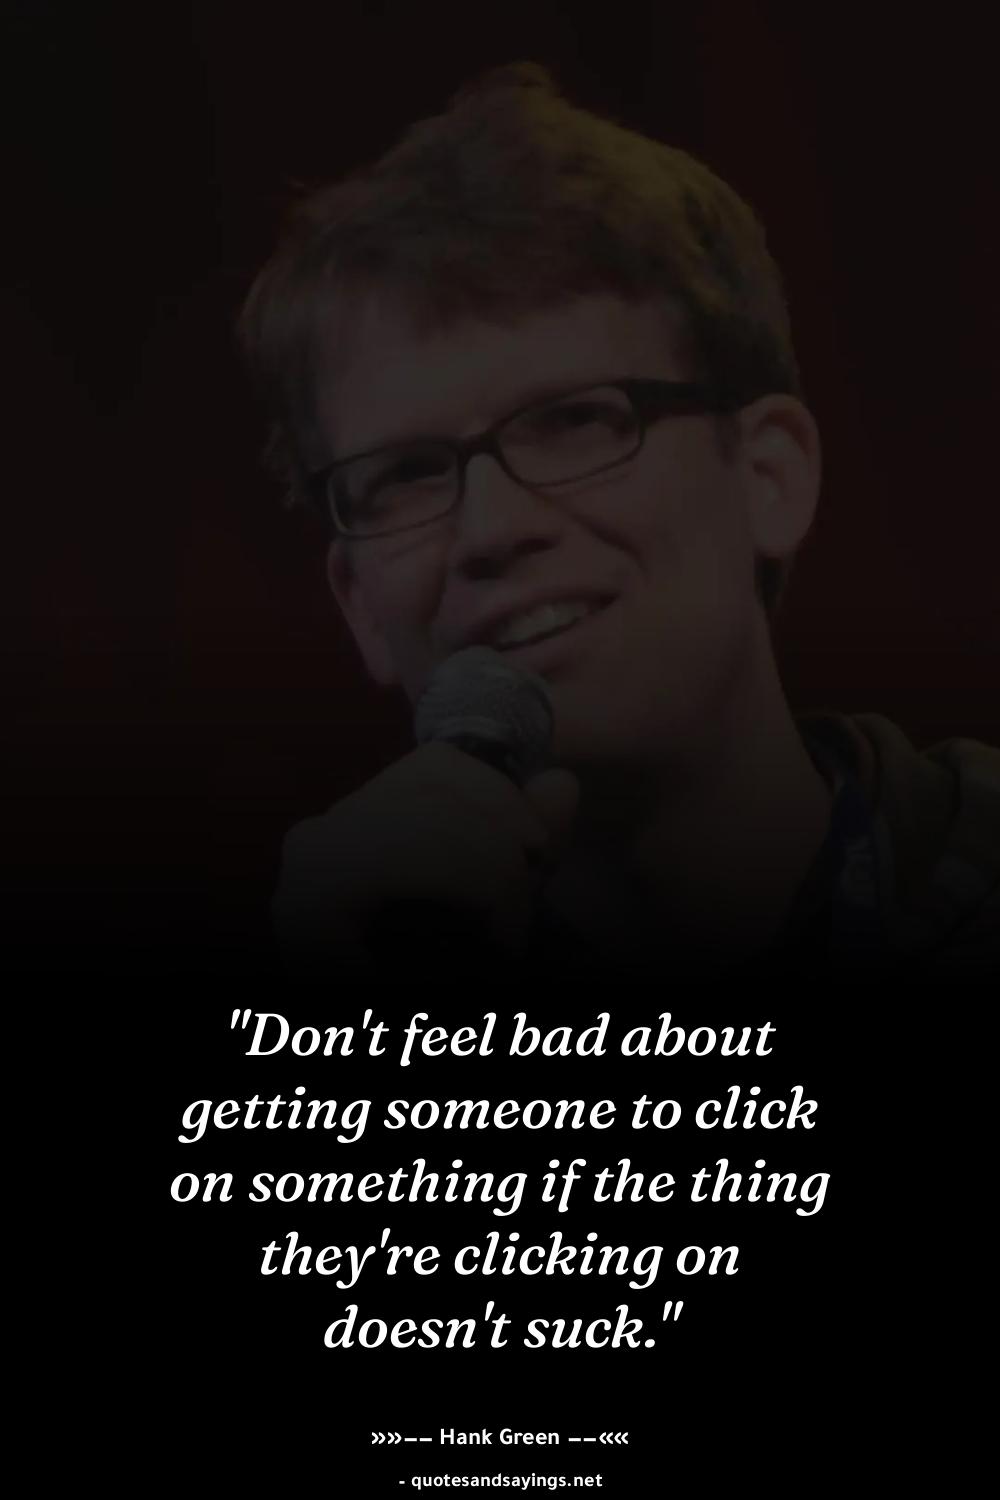 "Don't feel bad about
getting someone to click
on something if the thing
they're clicking on
doesn't suck."
»»−− Hank Green −−««
- quotesandsayings.net